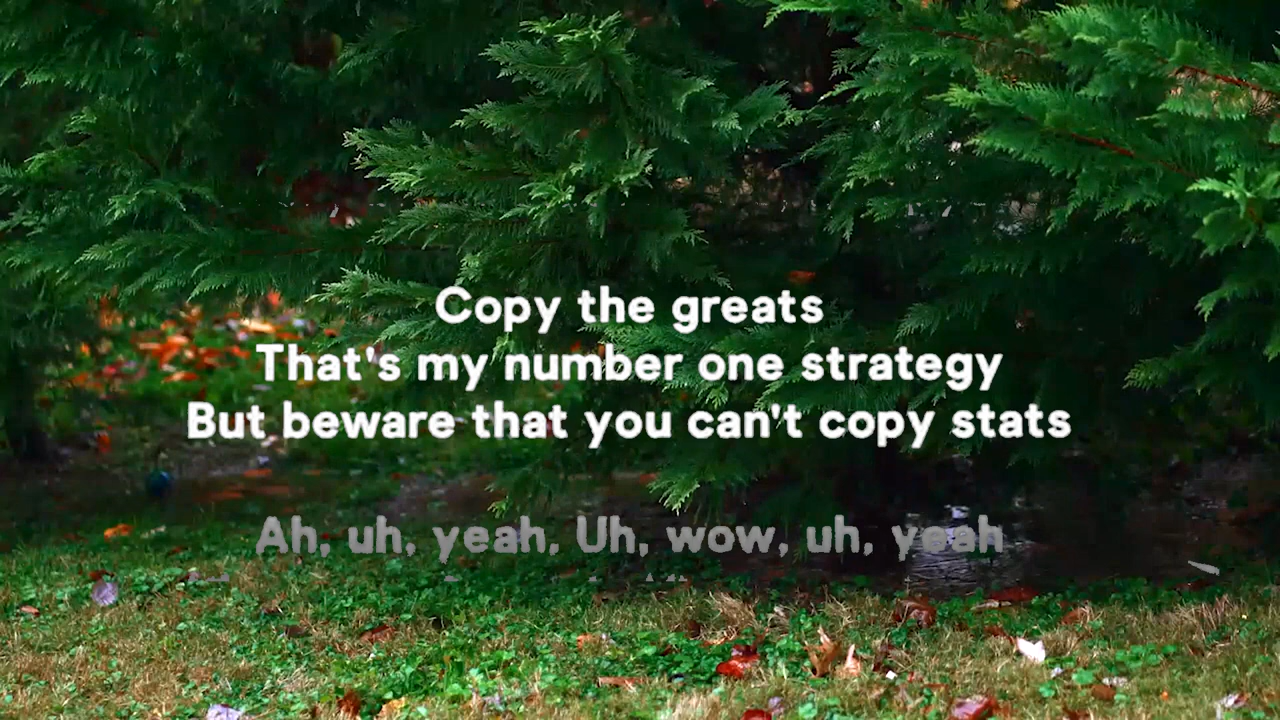 Copy the greats
That's my number one strategy
But beware that you can't copy stats
Ah, uh, yeah, Uh, wow, uh, yeah